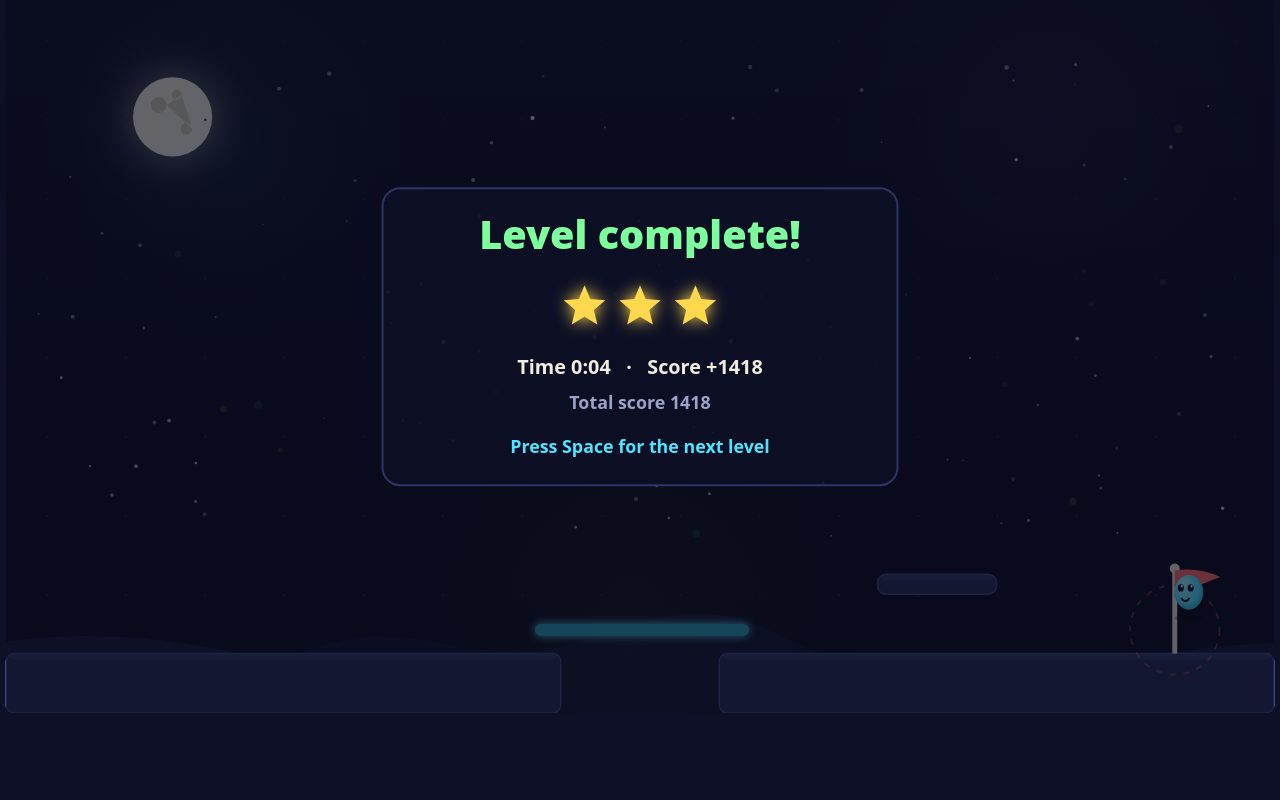 Level complete!
Time 0:04 · Score +1418
Total score 1418
Press Space for the next level